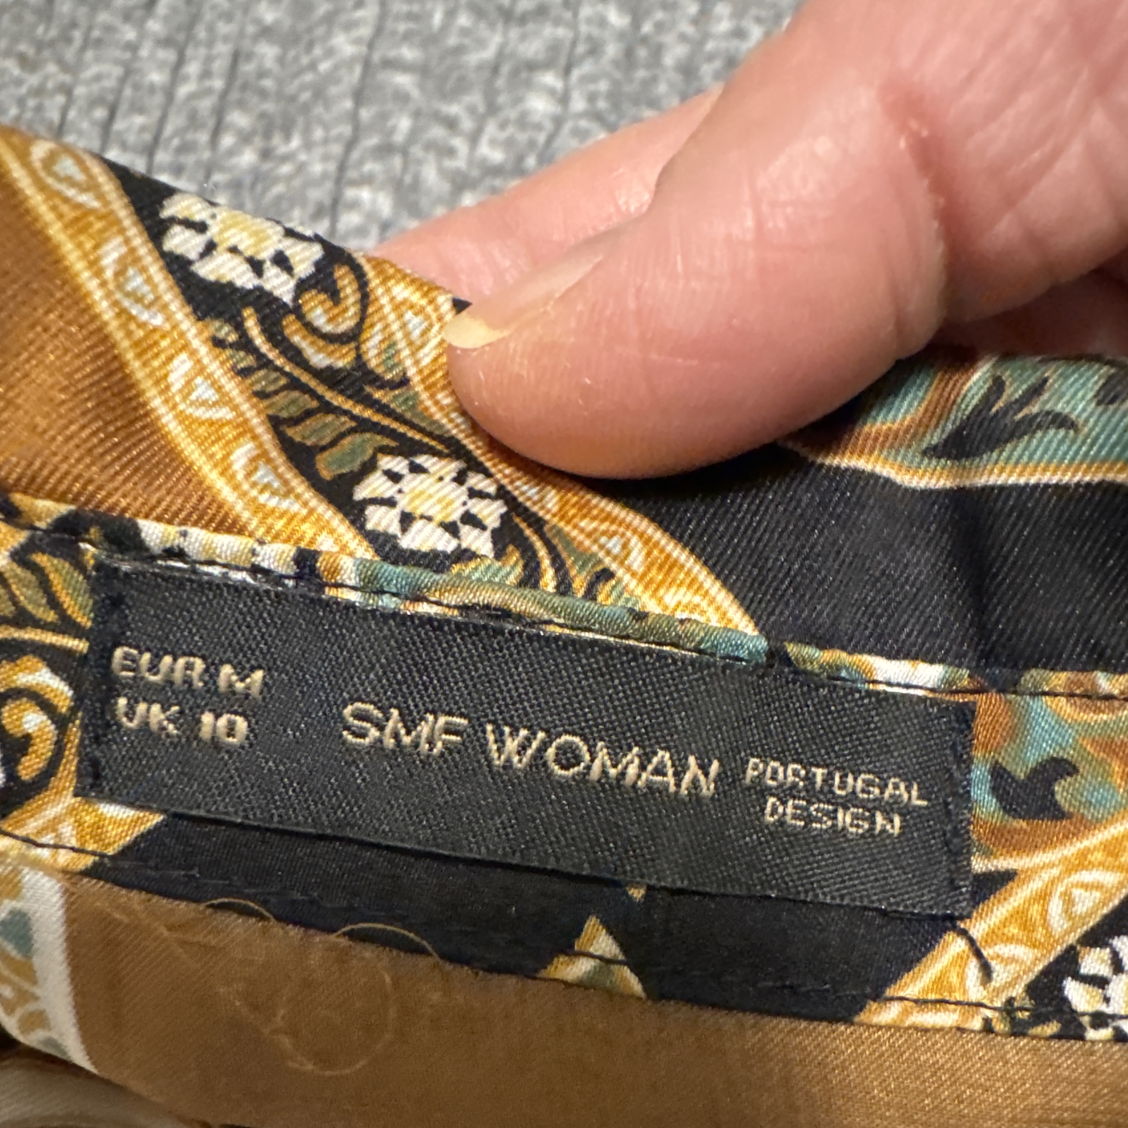 EUR M
UK 10
SMF WOMAN
PORTUGAL
DESIGN